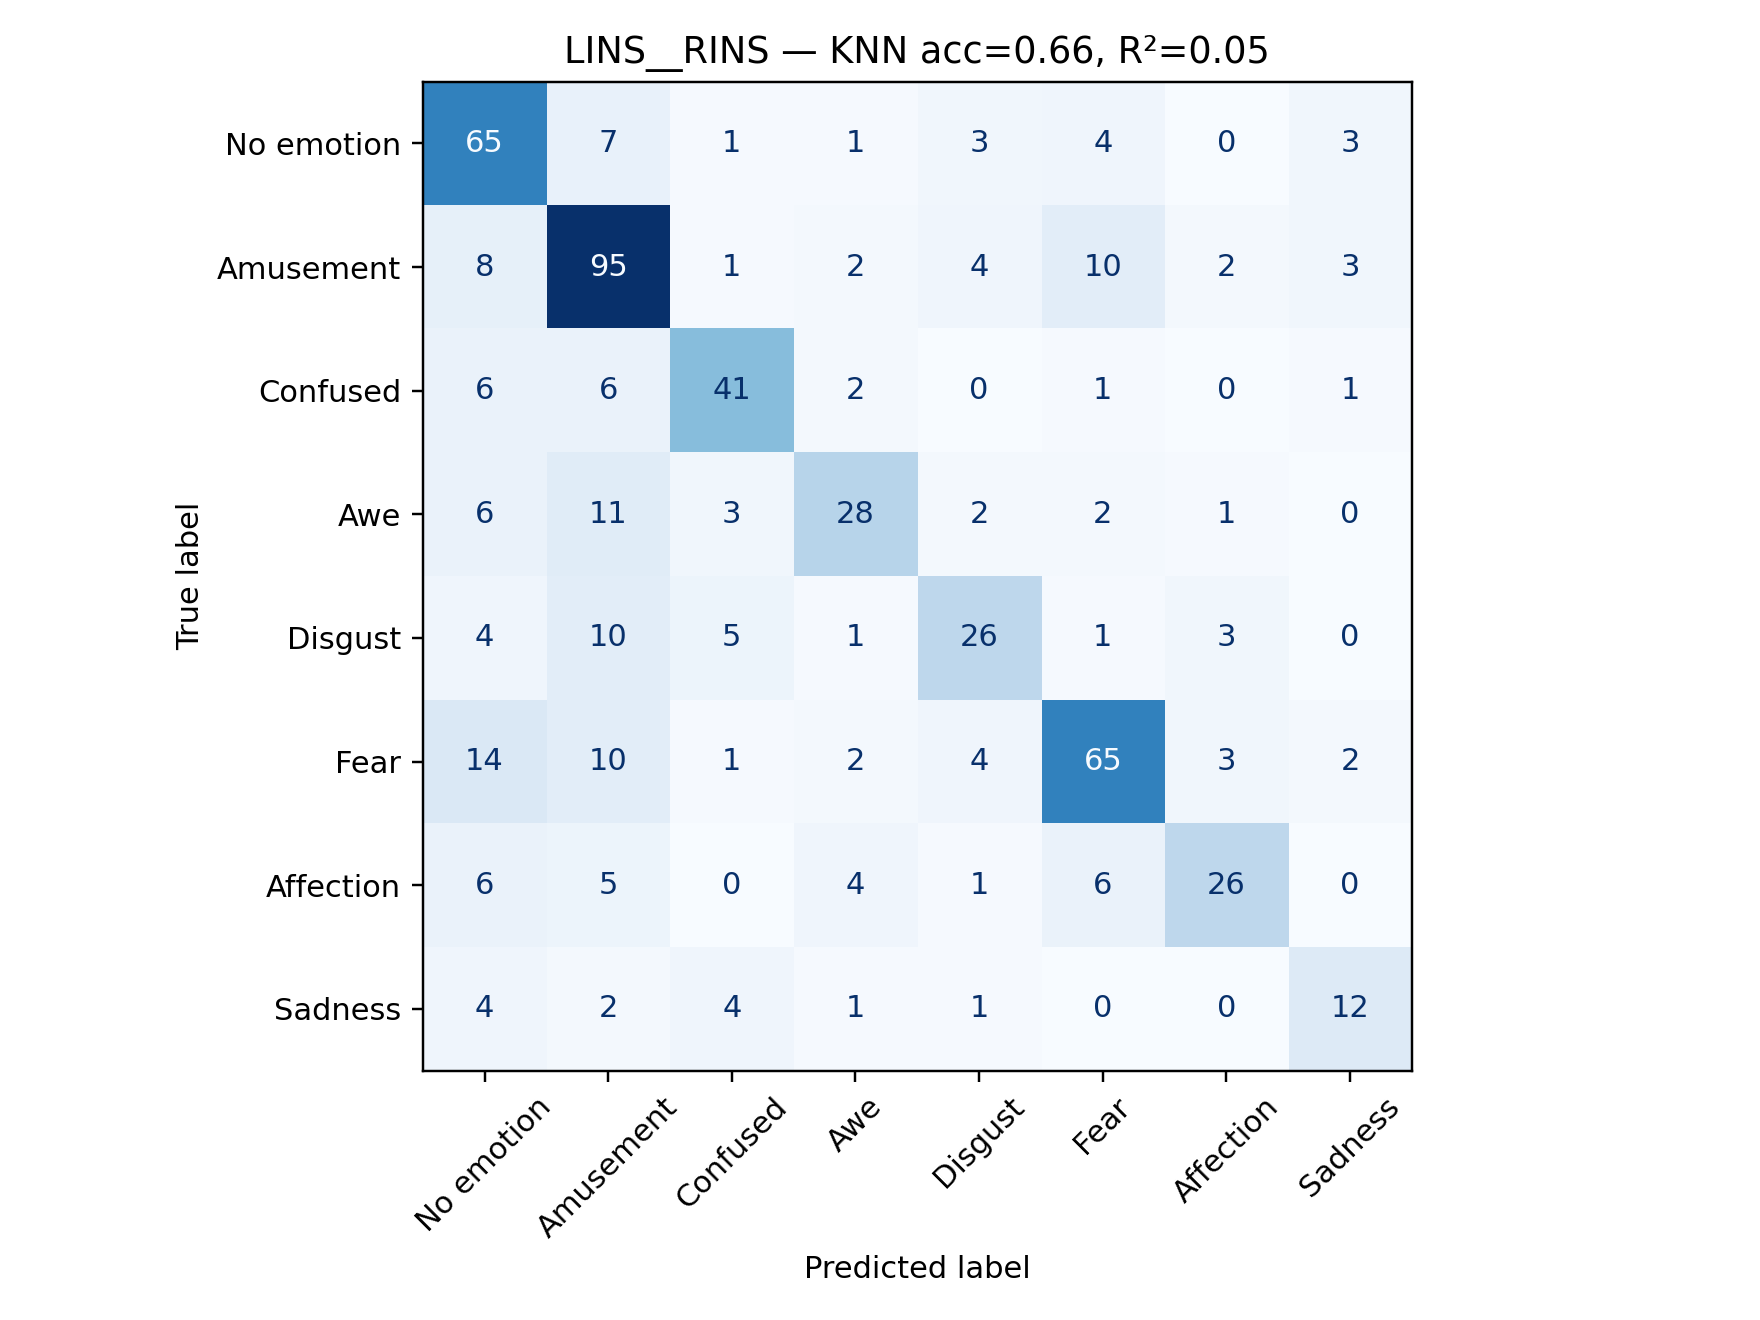 LINS__RINS — KNN acc=0.66, R²=0.05
No emotion 65 7 1 1 3 4 0 3
Amusement 8 95 1 2 4 10 2 3
Confused 6 6 41 2 0 1 0 1
Awe 6 11 3 28 2 2 1 0
Disgust 4 10 5 1 26 1 3 0
Fear 14 10 1 2 4 65 3 2
Affection 6 5 0 4 1 6 26 0
Sadness 4 2 4 1 1 0 0 12
True label
No emotion Amusement Confused Awe Disgust Fear Affection Sadness
Predicted label